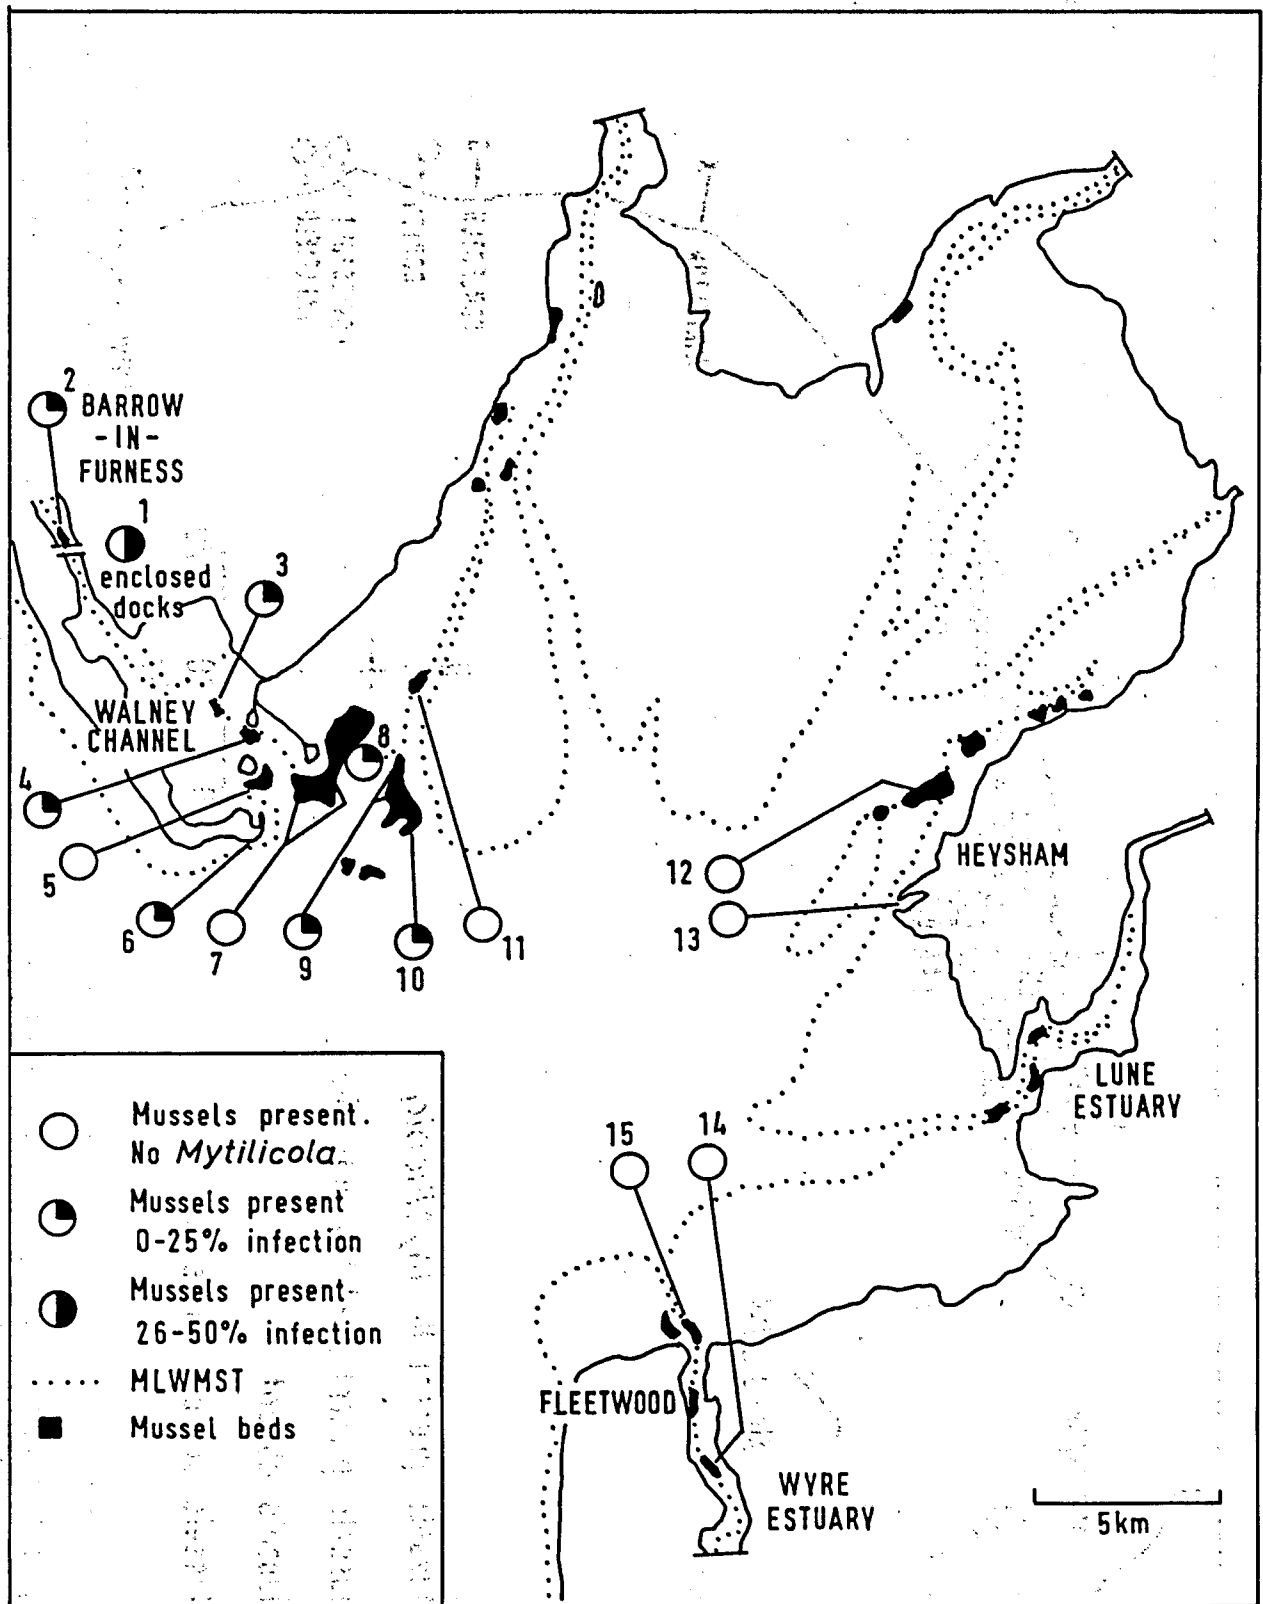 2
BARROW
-IN-
FURNESS
1
enclosed
docks
3
WALNEY
CHANNEL
8
4
5
6
7
9
10
11
12
13
HEYSHAM
LUNE
ESTUARY
15
14
FLEETWOOD
WYRE
ESTUARY
5km
Mussels present.
No Mytilicola
Mussels present
0-25% infection
Mussels present
26-50% infection
MLWMST
Mussel beds